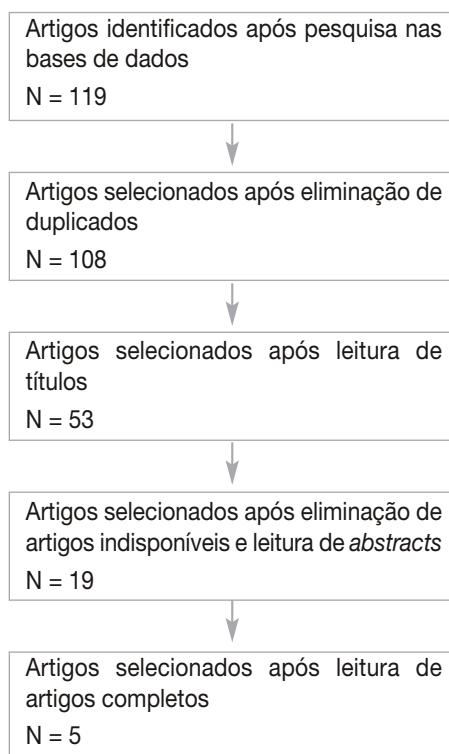 Artigos identificados após pesquisa nas
bases de dados
N = 119
Artigos selecionados após eliminação de
duplicados
N = 108
Artigos selecionados após leitura de
títulos
N = 53
Artigos selecionados após eliminação de
artigos indisponíveis e leitura de abstracts
N = 19
Artigos selecionados após leitura de
artigos completos
N = 5